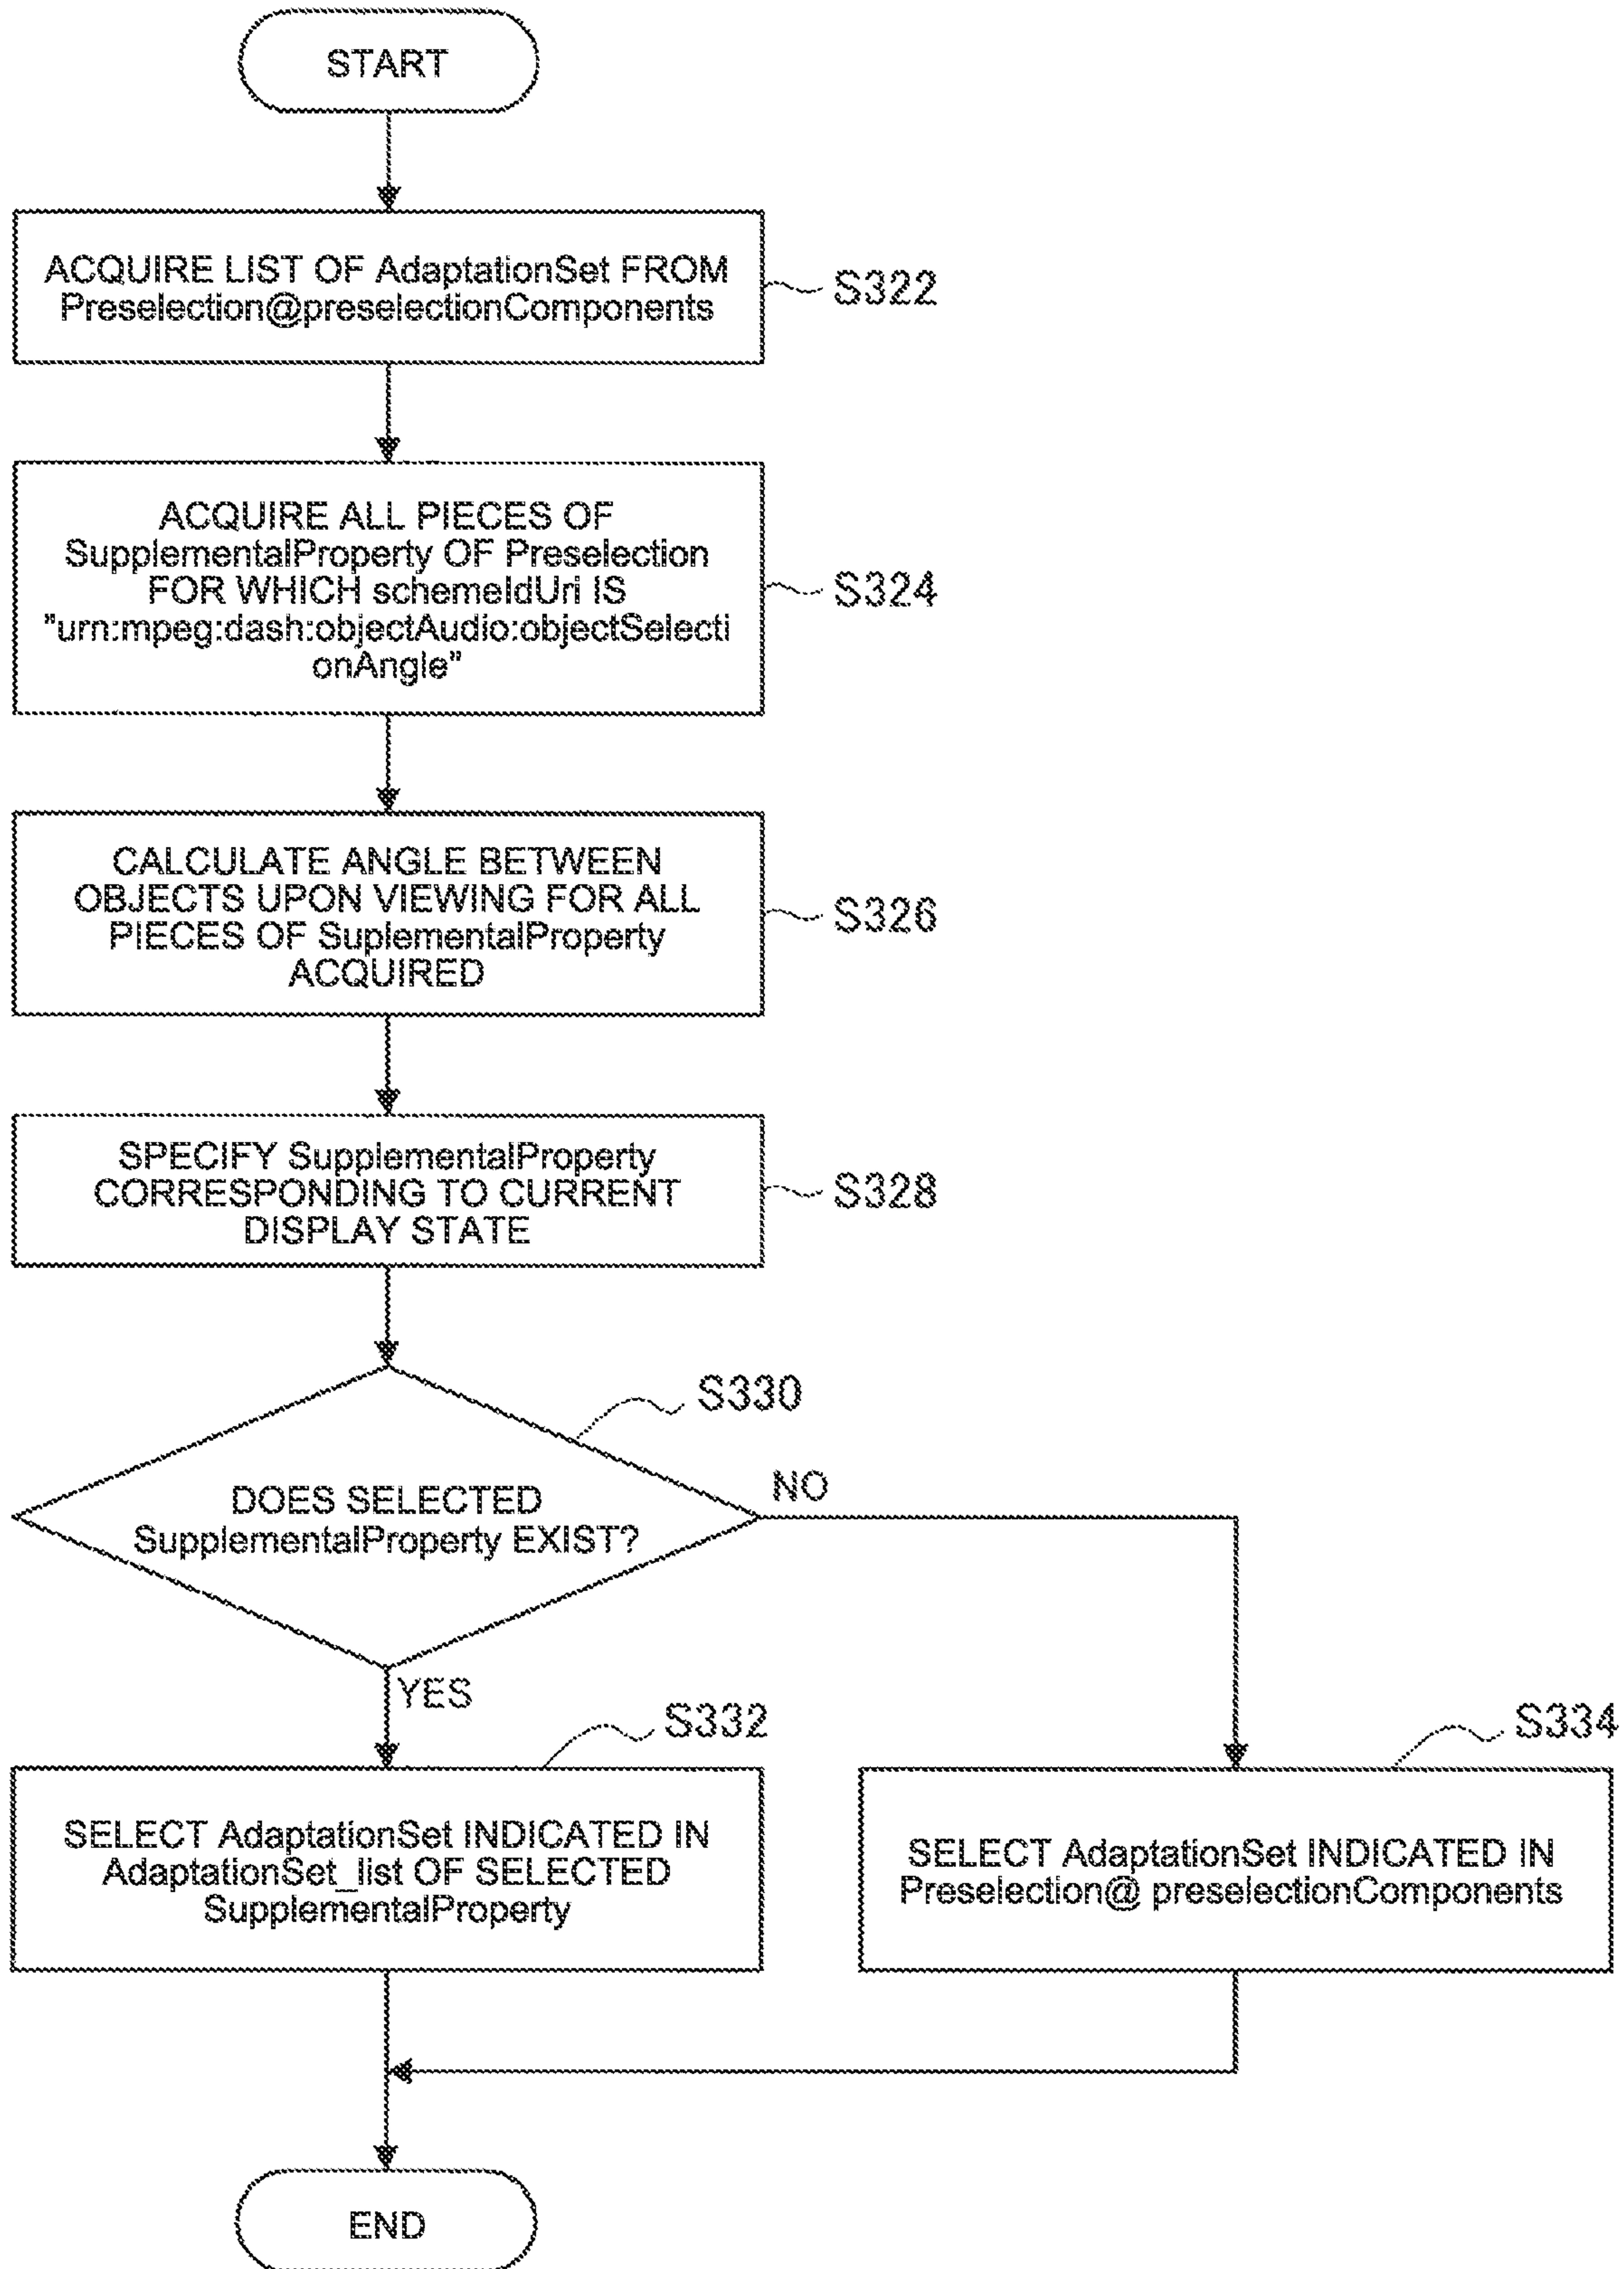 START
ACQUIRE LIST OF AdaptationSet FROM
Preselection@preselectionComponents
S322
ACQUIRE ALL PIECES OF
SupplementalProperty OF Preselection
FOR WHICH schemeIdUri IS
"urn:mpeg:dash:objectAudio:objectSelecti
onAngle"
S324
CALCULATE ANGLE BETWEEN
OBJECTS UPON VIEWING FOR ALL
PIECES OF SuplementalProperty
ACQUIRED
S326
SPECIFY SupplementalProperty
CORRESPONDING TO CURRENT
DISPLAY STATE
S328
S330
DOES SELECTED
SupplementalProperty EXIST?
NO
YES
S332
SELECT AdaptationSet INDICATED IN
AdaptationSet_list OF SELECTED
SupplementalProperty
S334
SELECT AdaptationSet INDICATED IN
Preselection@ preselectionComponents
END